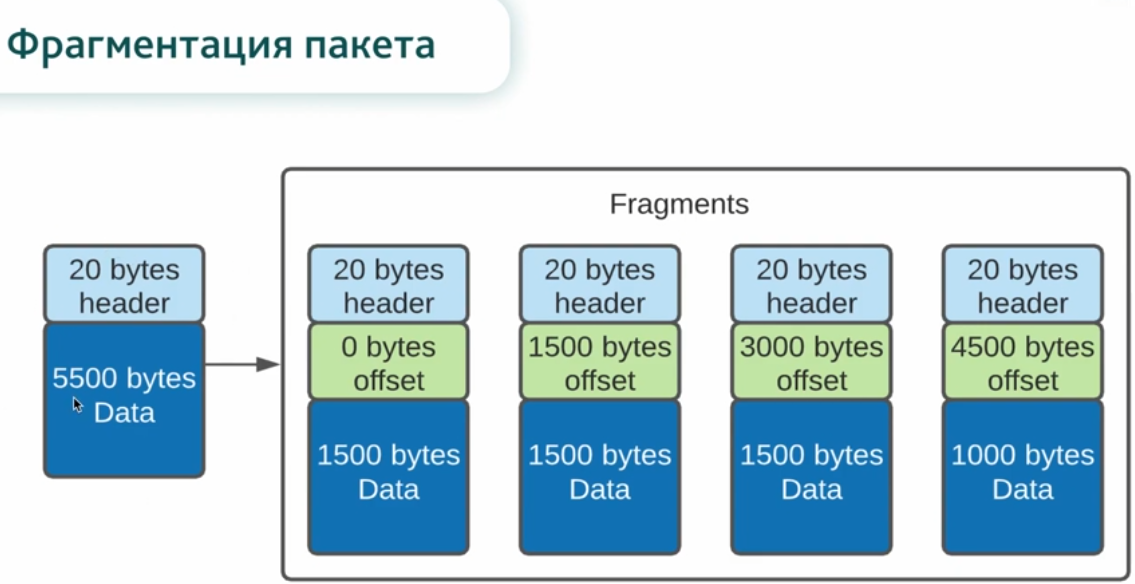 Фрагментация пакета
Fragments
20 bytes
header
5500 bytes
Data
20 bytes
header
0 bytes
offset
1500 bytes
Data
20 bytes
header
1500 bytes
offset
1500 bytes
Data
20 bytes
header
3000 bytes
offset
1500 bytes
Data
20 bytes
header
4500 bytes
offset
1000 bytes
Data